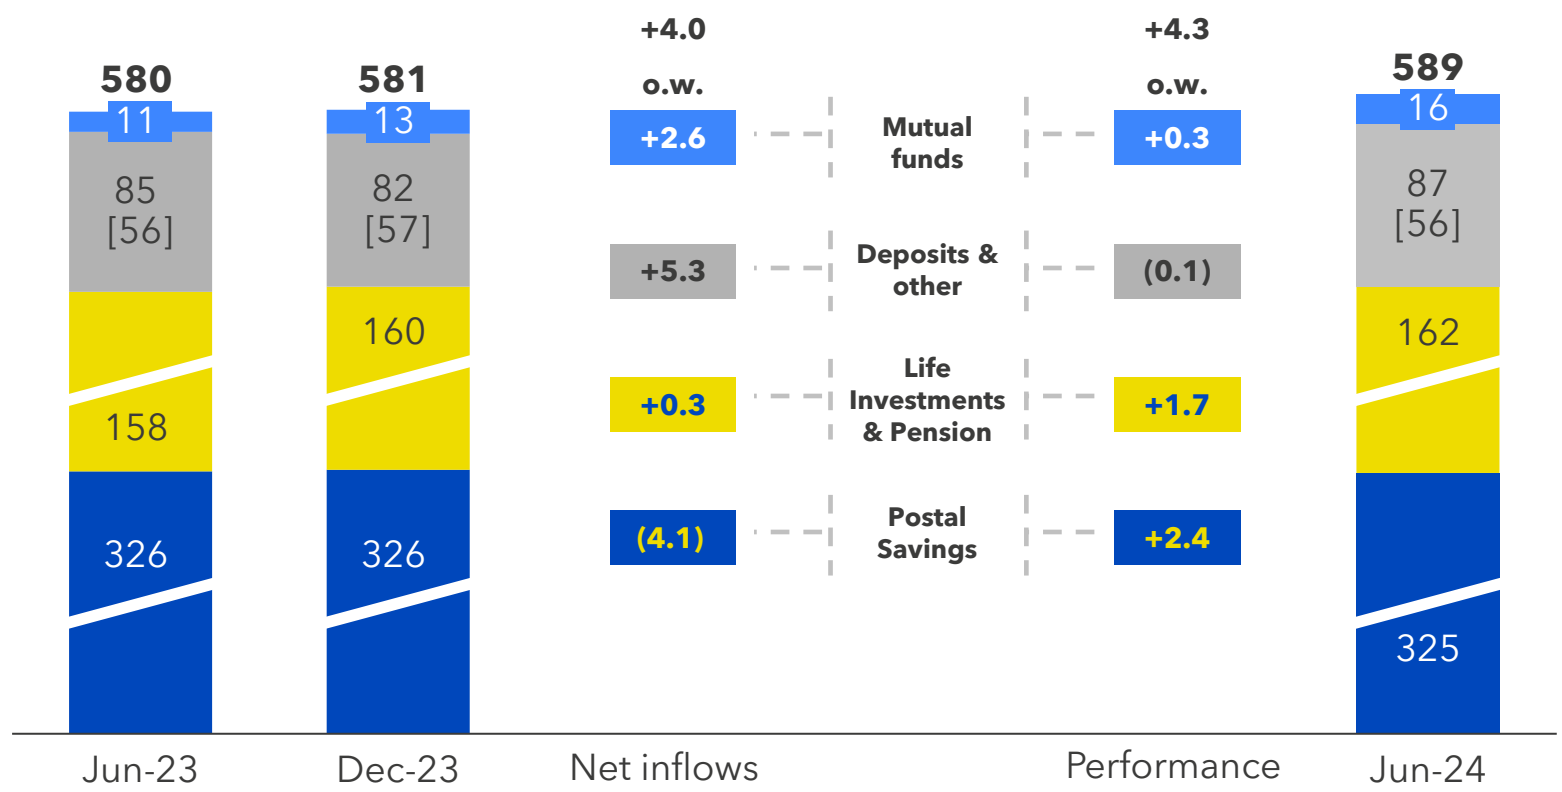 580
11
85
[56]
158
326
Jun-23
581
13
82
[57]
160
326
Dec-23
+4.0
o.w.
+2.6
+5.3
+0.3
(4.1)
Net inflows
Mutual
funds
Deposits &
other
Life
Investments
& Pension
Postal
Savings
+4.3
o.w.
+0.3
(0.1)
+1.7
+2.4
Performance
589
16
87
[56]
162
325
Jun-24